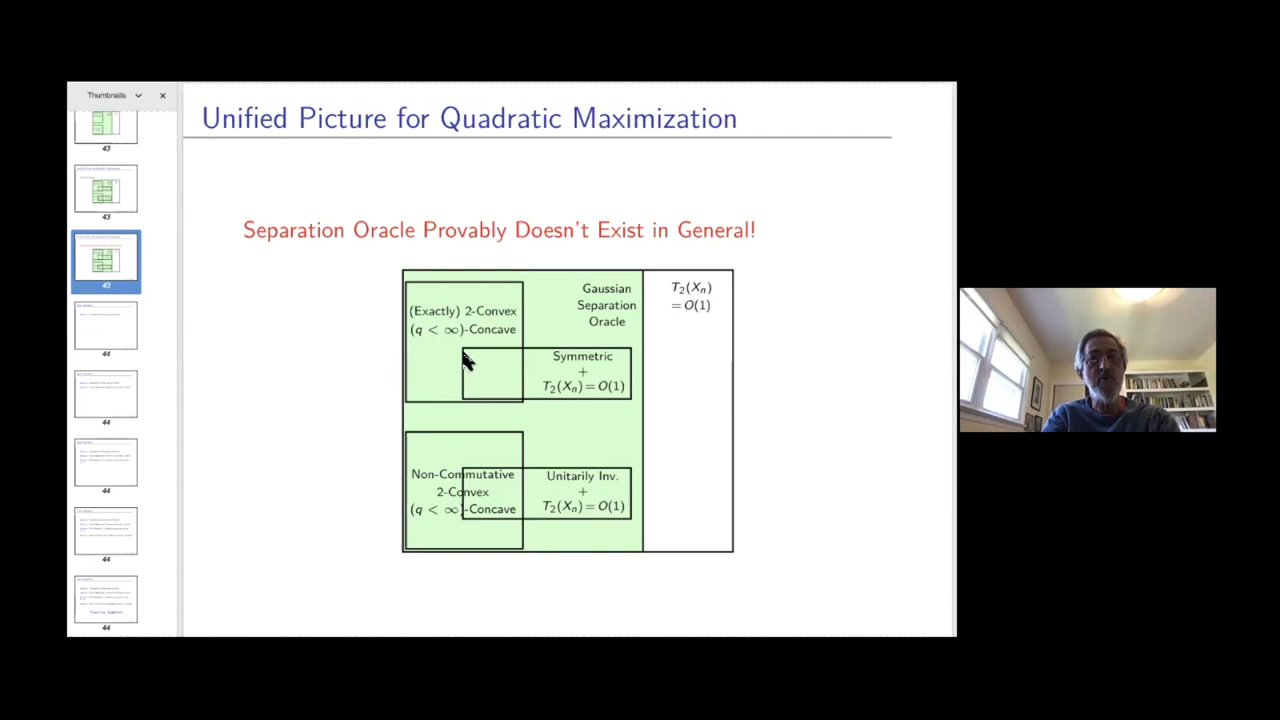 Thumbnails
Unified Picture for Quadratic Maximization
43
43
43
44
44
44
44
44
Separation Oracle Provably Doesn't Exist in General!
(Exactly) 2-Convex
(q < ∞)-Concave
Gaussian
Separation
Oracle
T₂(Xₙ)
= O(1)
Symmetric
+
T₂(Xₙ) = O(1)
Non-Commutative
2-Convex
(q < ∞)-Concave
Unitarily Inv.
+
T₂(Xₙ) = O(1)